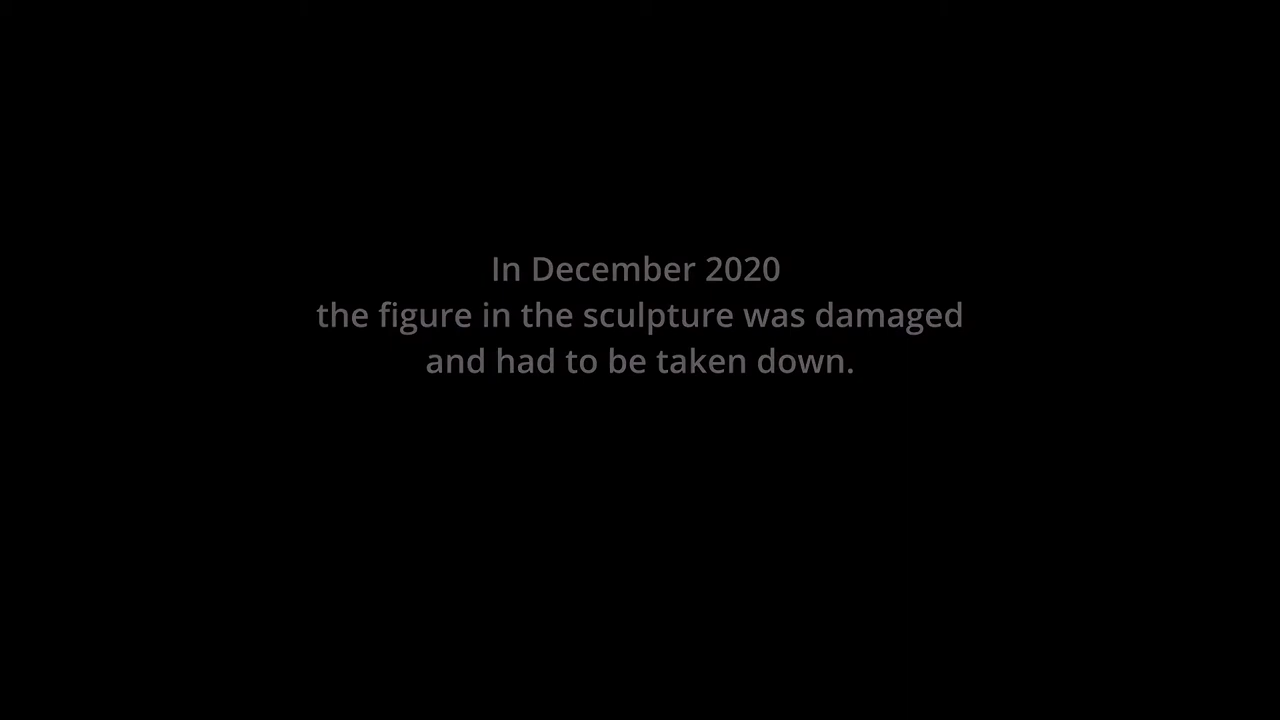 In December 2020
the figure in the sculpture was damaged
and had to be taken down.